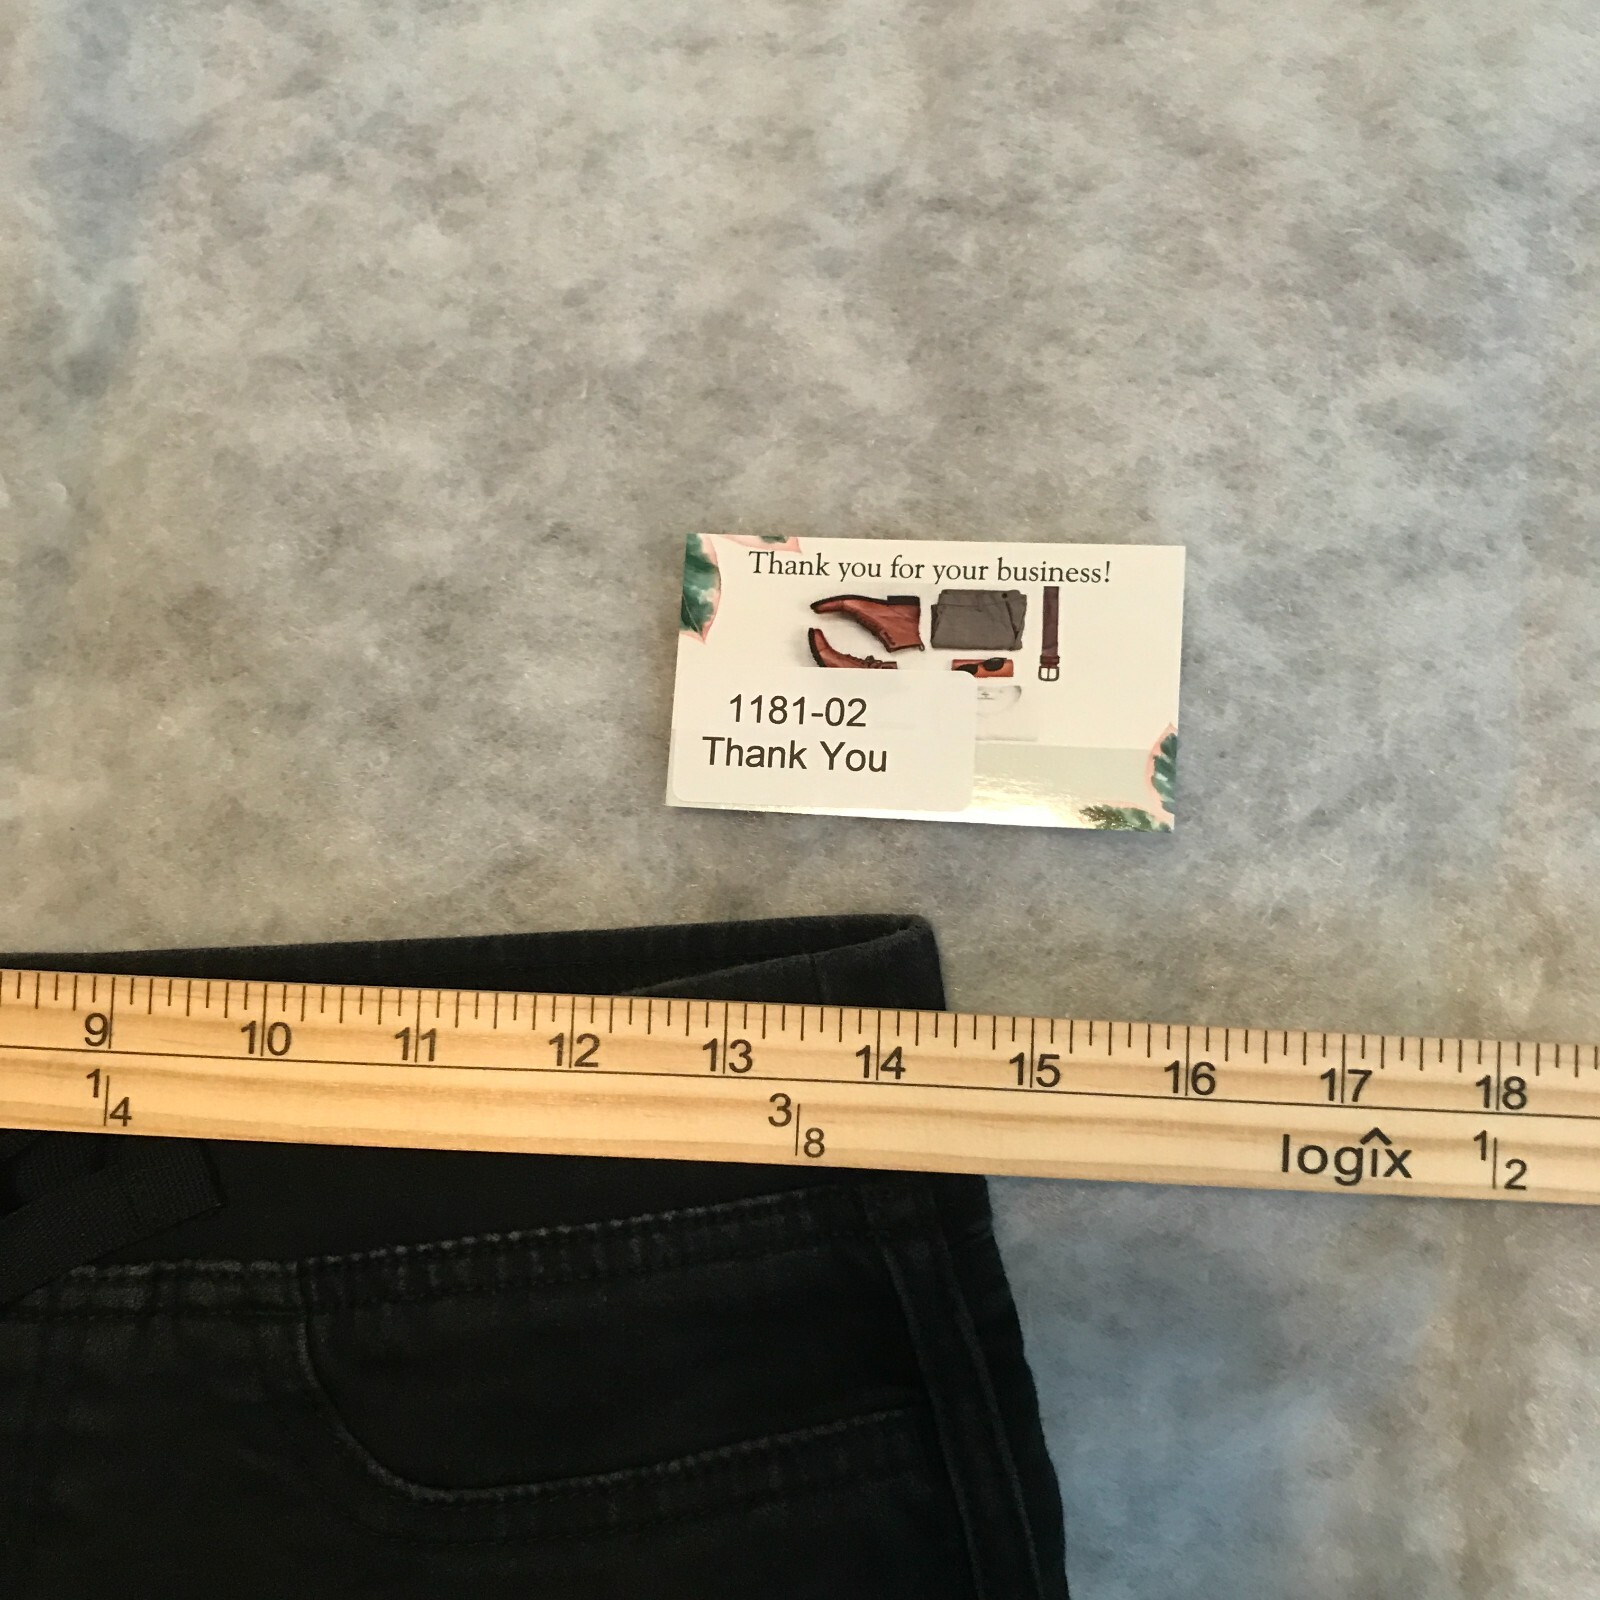 Thank you for your business!
1181-02
Thank You
9 10 11 12 13 14 15 16 17 18
1/4 3/8 logix 1/2